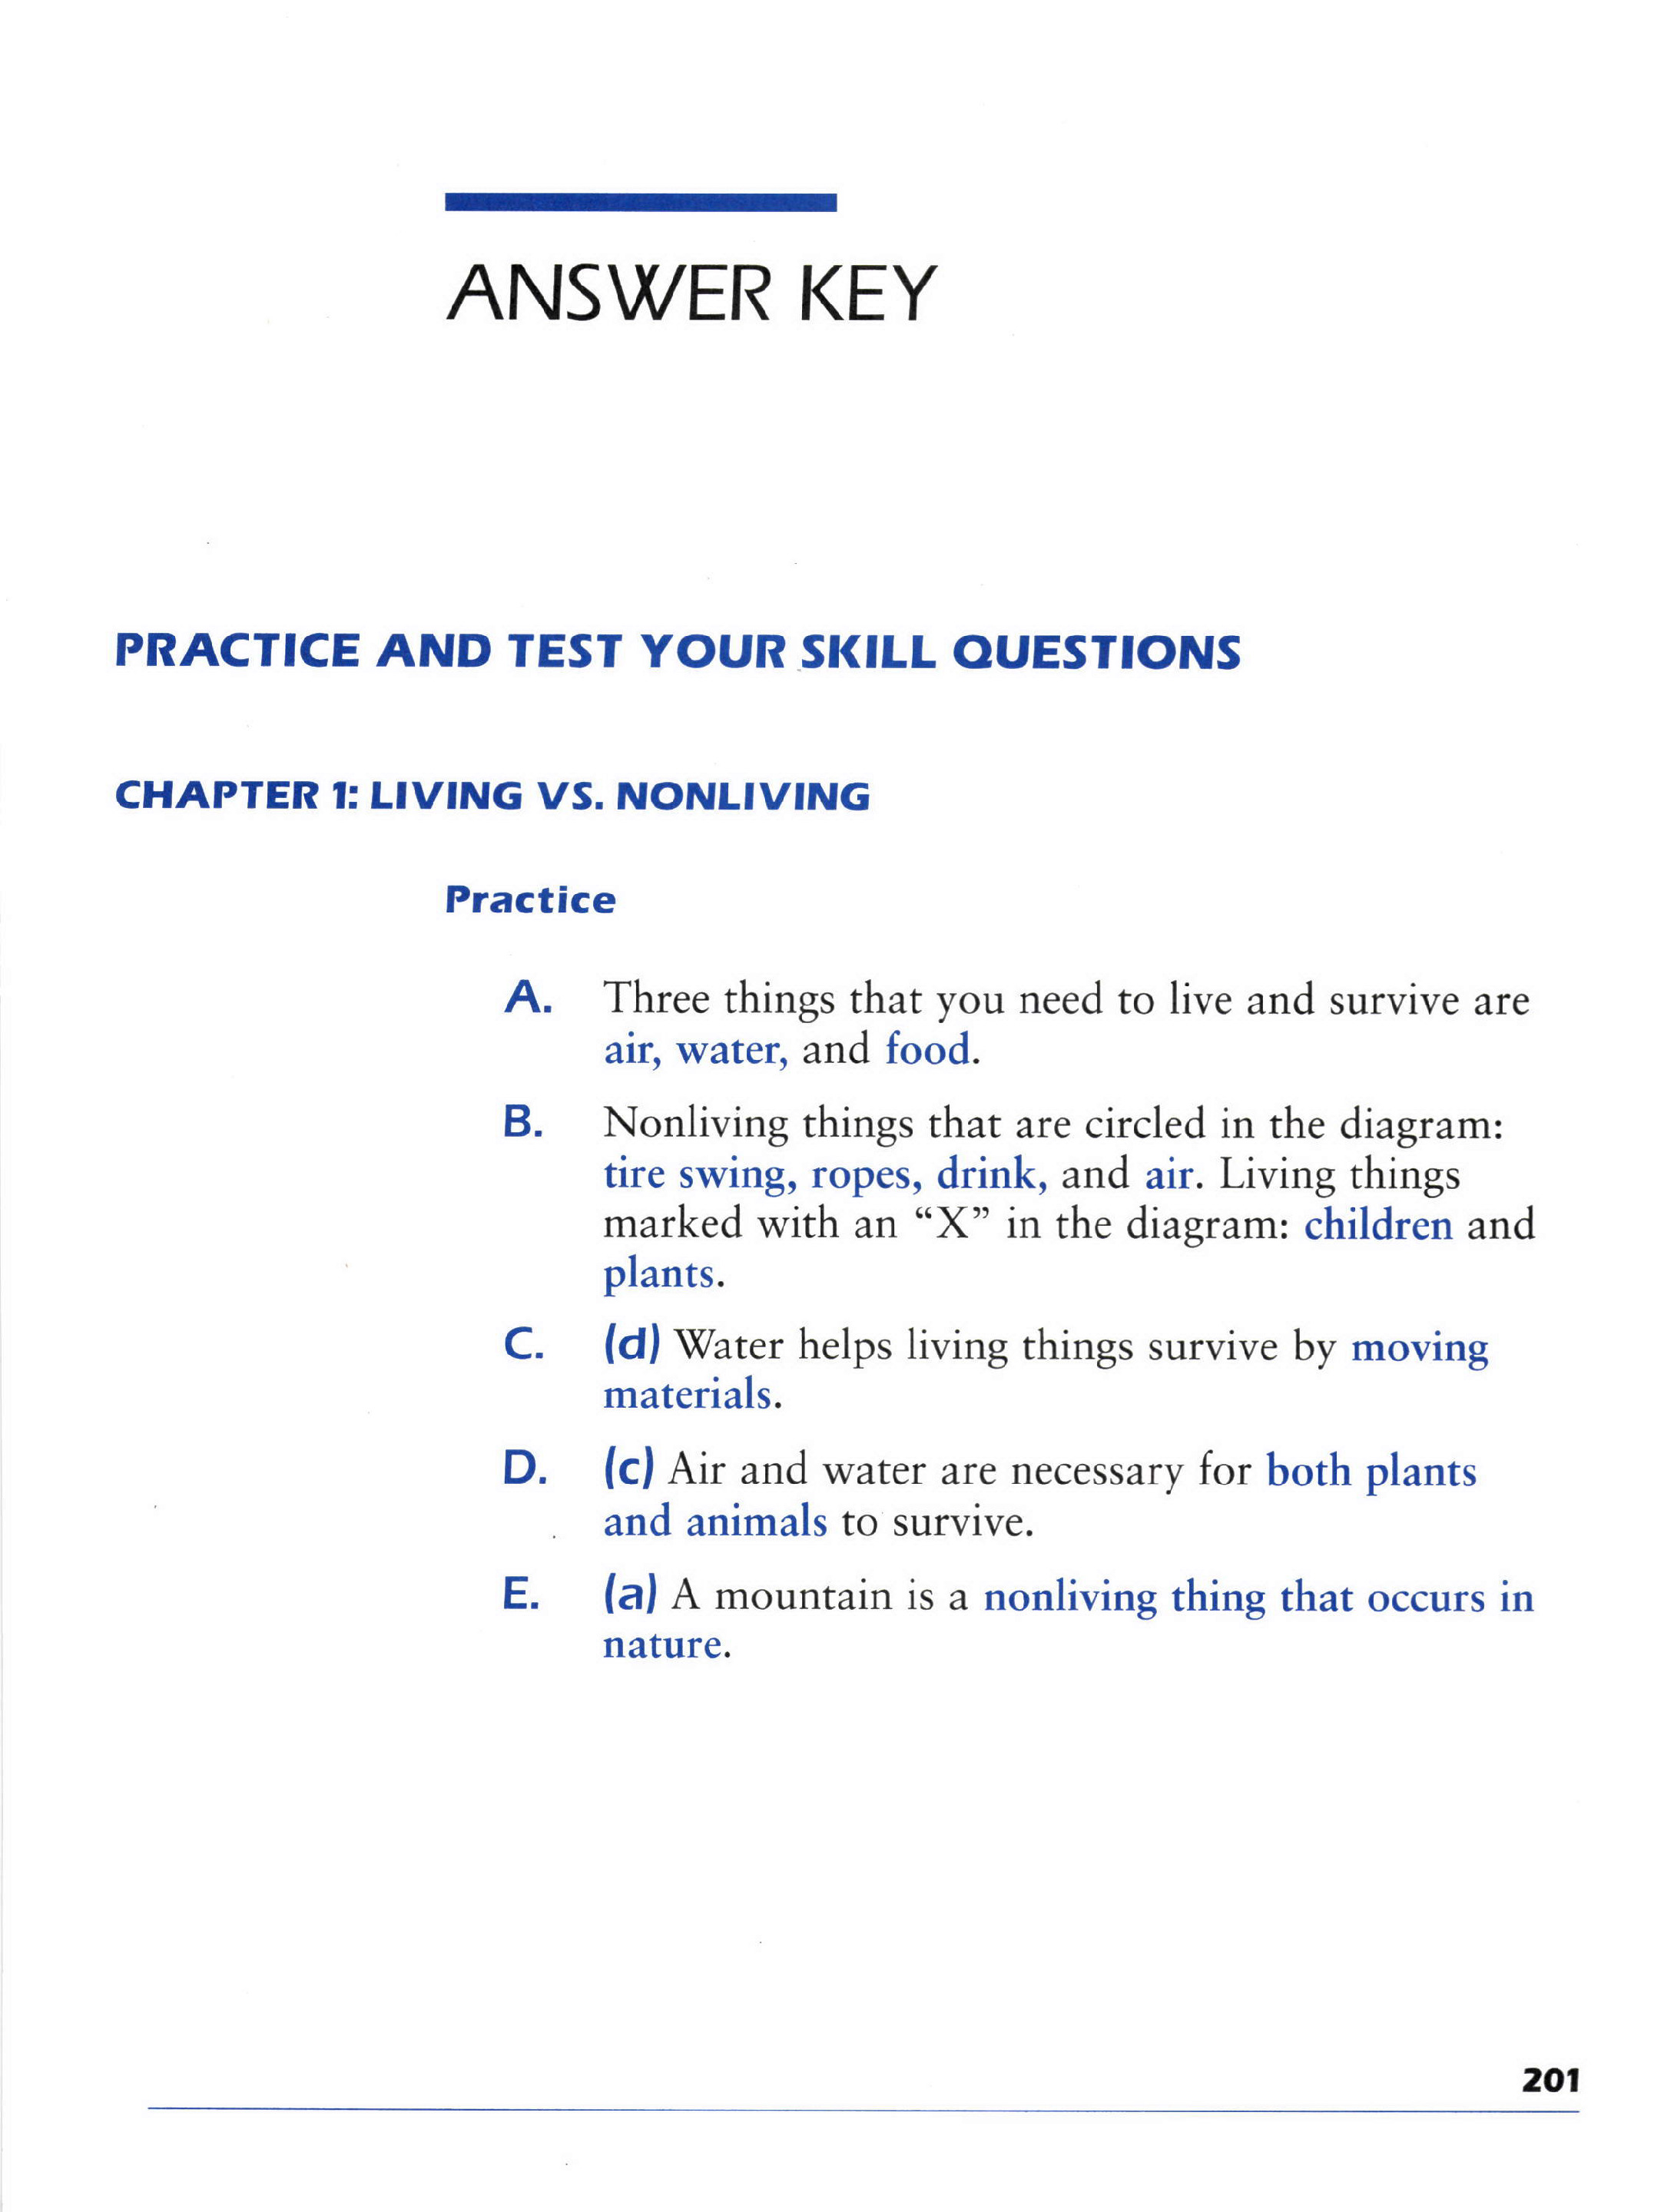 ANSWER KEY
PRACTICE AND TEST YOUR SKILL QUESTIONS
CHAPTER 1: LIVING VS. NONLIVING
Practice
A. Three things that you need to live and survive are
air, water, and food.
B. Nonliving things that are circled in the diagram:
tire swing, ropes, drink, and air. Living things
marked with an “X” in the diagram: children and
plants.
C. (d) Water helps living things survive by moving
materials.
D. (c) Air and water are necessary for both plants
and animals to survive.
E. (a) A mountain is a nonliving thing that occurs in
nature.
201